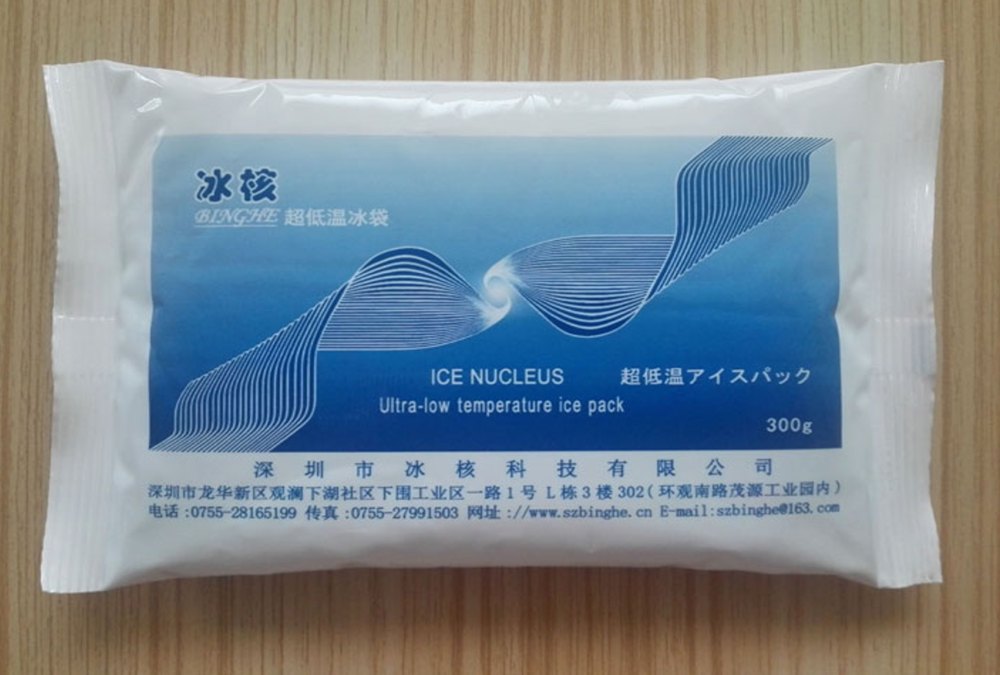 冰核
BINGHE 超低温冰袋
ICE NUCLEUS 超低温アイスパック
Ultra-low temperature ice pack
300g
深圳市冰核科技有限公司
深圳市龙华新区观澜下湖社区下围工业区一路1号 L栋3楼302(环观南路茂源工业园内)
电话:0755-28165199 传真:0755-27991503 网址://www.szbinghe.cn E-mail:szbinghe@163.com